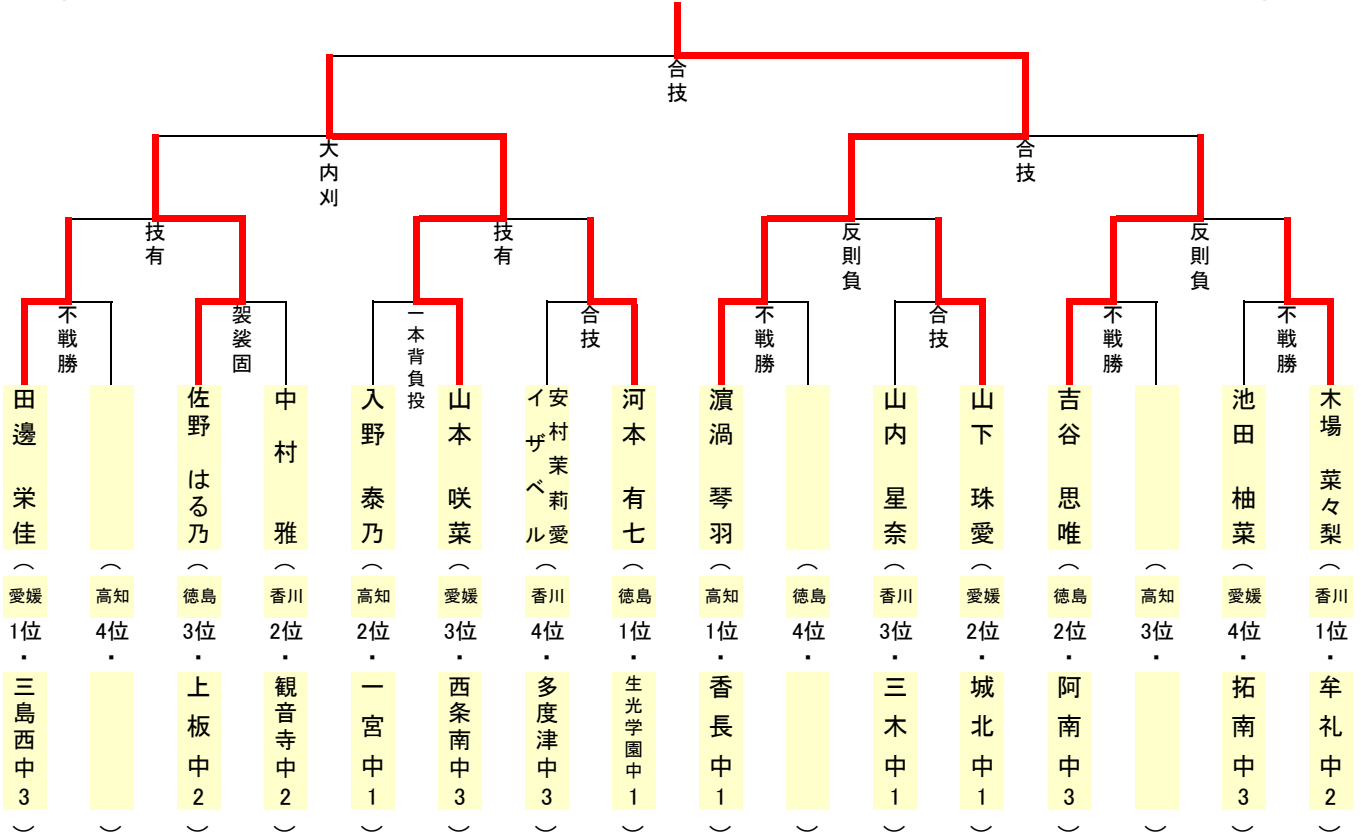 合技
大内刈
合技
技有
技有
反則負
反則負
不戦勝
袈裟固
一本背負投
合技
不戦勝
合技
不戦勝
不戦勝
田邊 栄佳
（愛媛
1位・
三島西中3）
（高知
4位・
）
佐野 はる乃
（徳島
3位・
上板中2）
中村 雅
（香川
2位・
観音寺中2）
入野 泰乃
（高知
2位・
一宮中1）
山本 咲菜
（愛媛
3位・
西条南中3）
安村茉莉愛
イザベル
（香川
4位・
多度津中3）
河本 有七
（徳島
1位・
生光学園中1）
濵渦 琴羽
（高知
1位・
香長中1）
（徳島
4位・
）
山内 星奈
（香川
3位・
三木中1）
山下 珠愛
（愛媛
2位・
城北中1）
吉谷 思唯
（徳島
2位・
阿南中3）
（高知
3位・
）
池田 柚菜
（愛媛
4位・
拓南中3）
木場 菜々梨
（香川
1位・
牟礼中2）